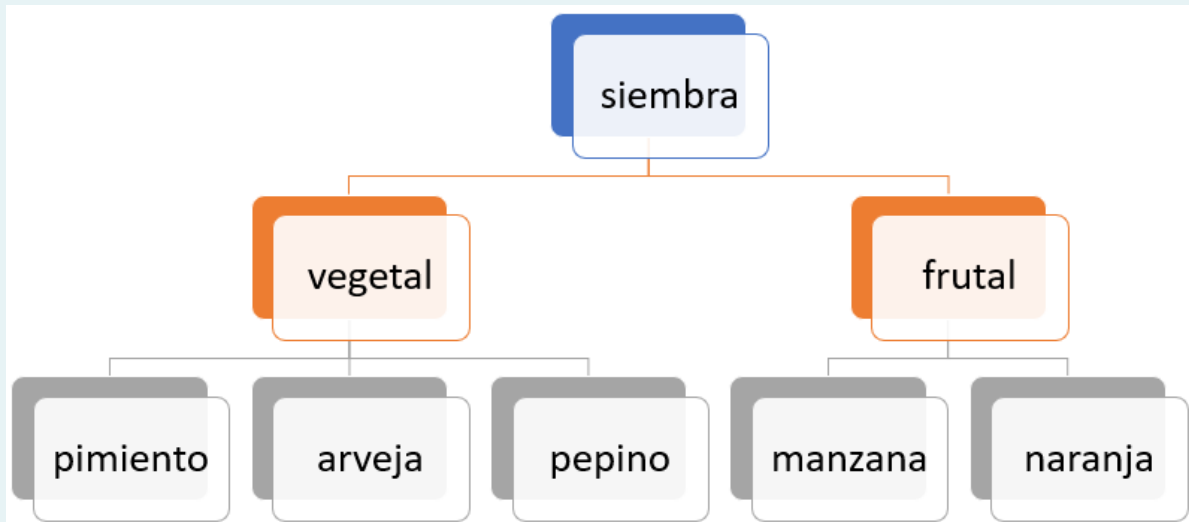 siembra
vegetal
frutal
pimiento
arveja
pepino
manzana
naranja